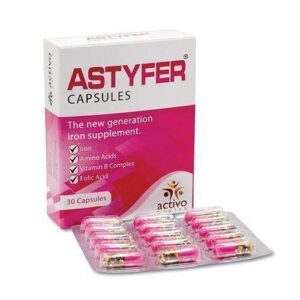 ASTYFER®
CAPSULES
The new generation
iron supplement.
Iron
Amino Acids
Vitamin B Complex
Folic Acid
30 Capsules
activo